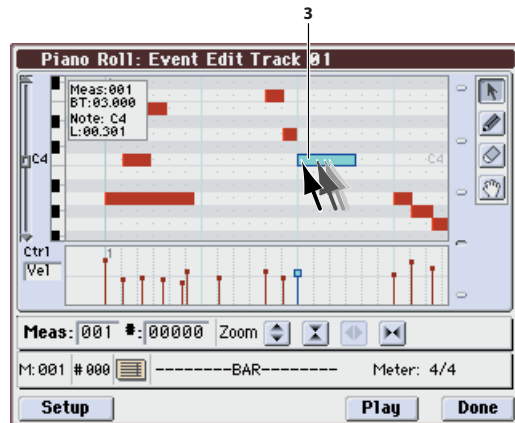 3
Piano Roll: Event Edit Track 01
Meas:001
BT:03.000
Note: C4
L:00.301
C4
C4
Ctrl
Vel
1
Meas: 001 #: 00000 Zoom
M: 001 # 000 --------BAR-------- Meter: 4/4
Setup Play Done